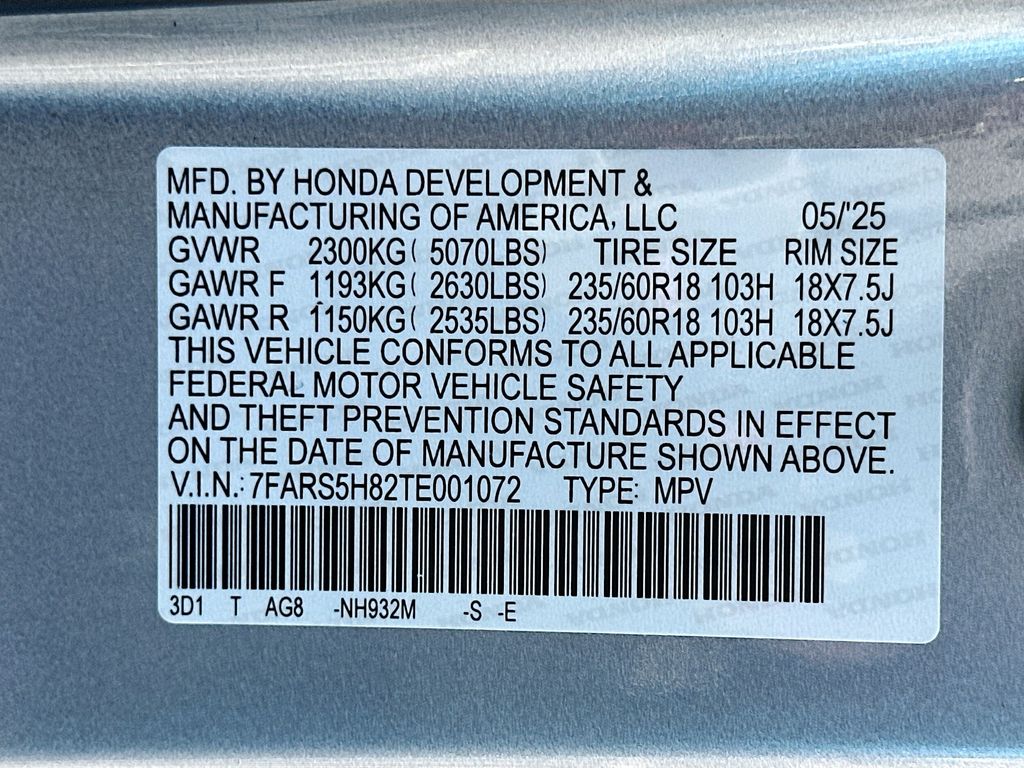 MFD. BY HONDA DEVELOPMENT &
MANUFACTURING OF AMERICA, LLC 05/'25
GVWR 2300KG( 5070LBS) TIRE SIZE RIM SIZE
GAWR F 1193KG( 2630LBS) 235/60R18 103H 18X7.5J
GAWR R 1150KG( 2535LBS) 235/60R18 103H 18X7.5J
THIS VEHICLE CONFORMS TO ALL APPLICABLE
FEDERAL MOTOR VEHICLE SAFETY
AND THEFT PREVENTION STANDARDS IN EFFECT
ON THE DATE OF MANUFACTURE SHOWN ABOVE.
V.I.N.: 7FARS5H82TE001072 TYPE: MPV
3D1 T AG8 -NH932M -S -E